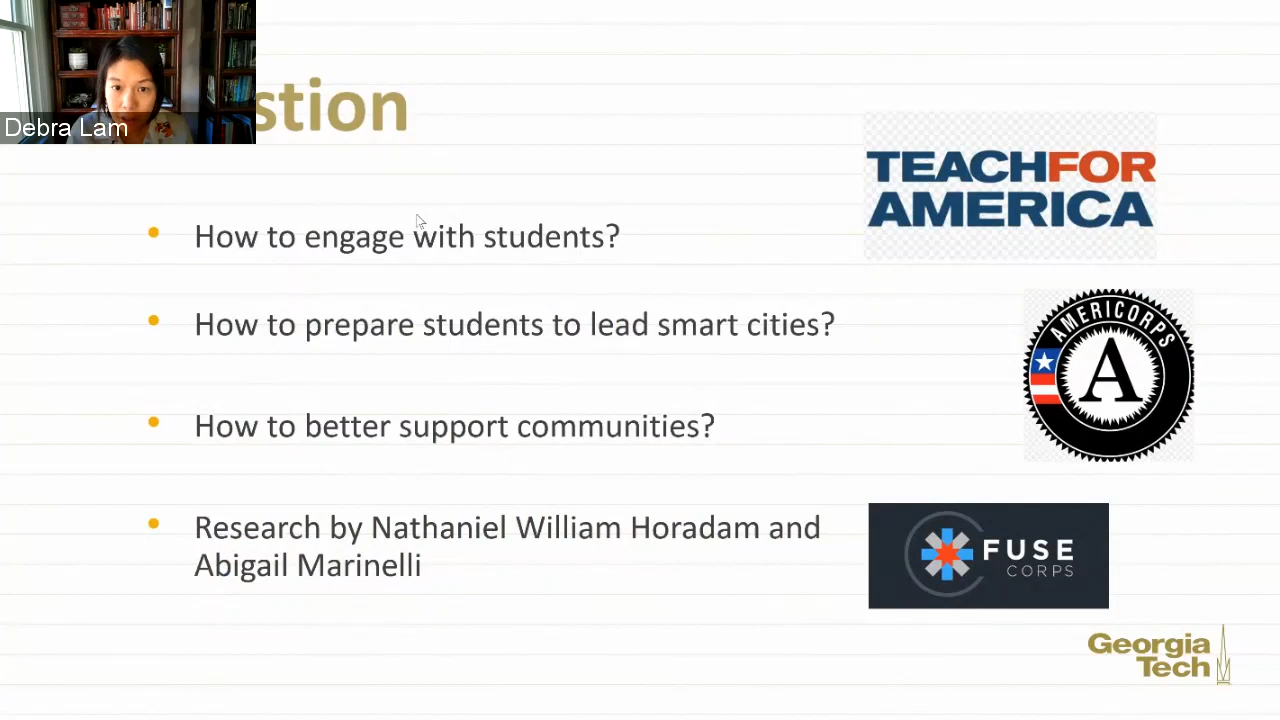 Debra Lam
stion
TEACHFOR
AMERICA
How to engage with students?
How to prepare students to lead smart cities?
AMERICORPS
A
How to better support communities?
Research by Nathaniel William Horadam and
Abigail Marinelli
FUSE
CORPS
Georgia
Tech